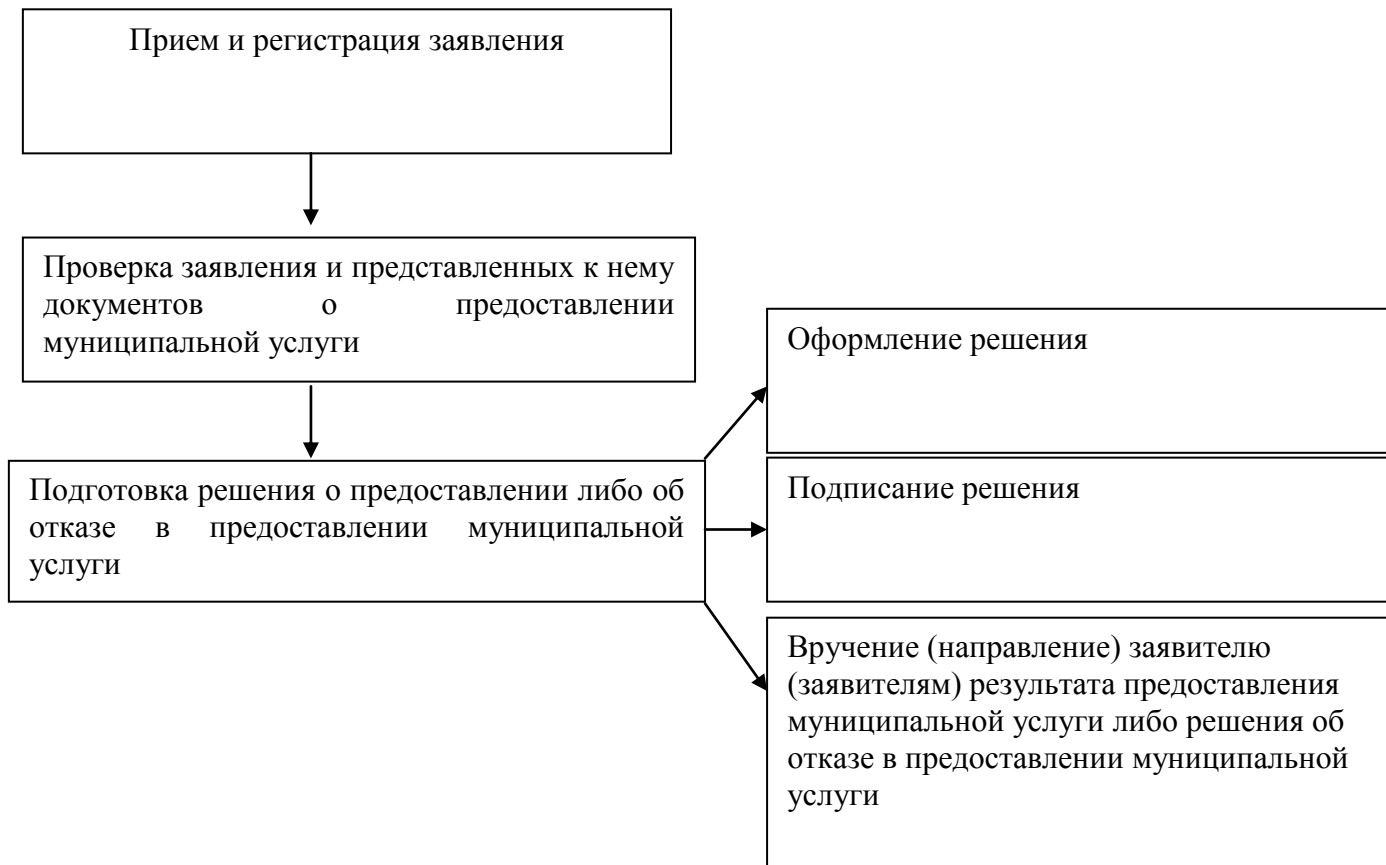 Прием и регистрация заявления
Проверка заявления и представленных к нему
документов о предоставлении
муниципальной услуги
Подготовка решения о предоставлении либо об
отказе в предоставлении муниципальной
услуги
Оформление решения
Подписание решения
Вручение (направление) заявителю
(заявителям) результата предоставления
муниципальной услуги либо решения об
отказе в предоставлении муниципальной
услуги